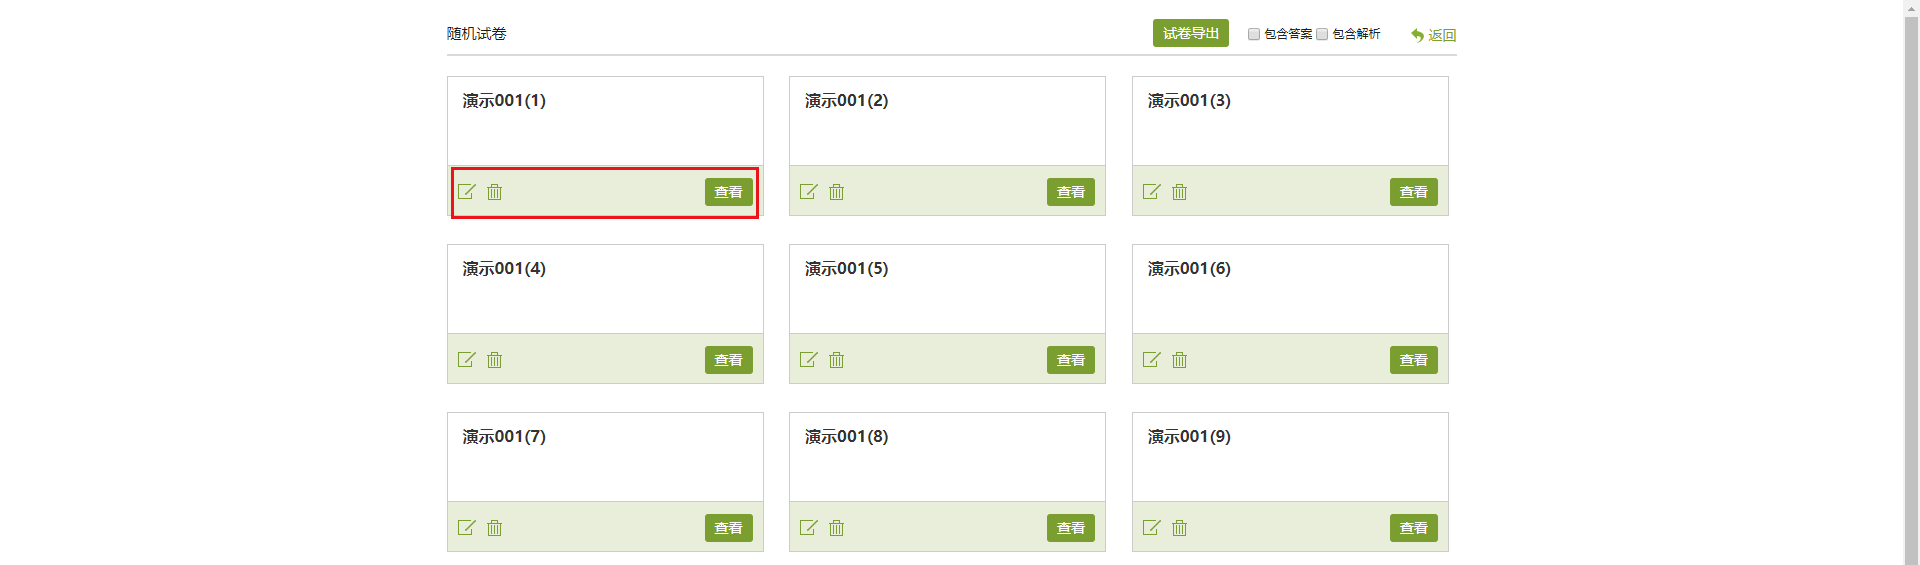 随机试卷 试卷导出 包含答案 包含解析 返回
演示001(1) 演示001(2) 演示001(3)
查看 查看 查看
演示001(4) 演示001(5) 演示001(6)
查看 查看 查看
演示001(7) 演示001(8) 演示001(9)
查看 查看 查看